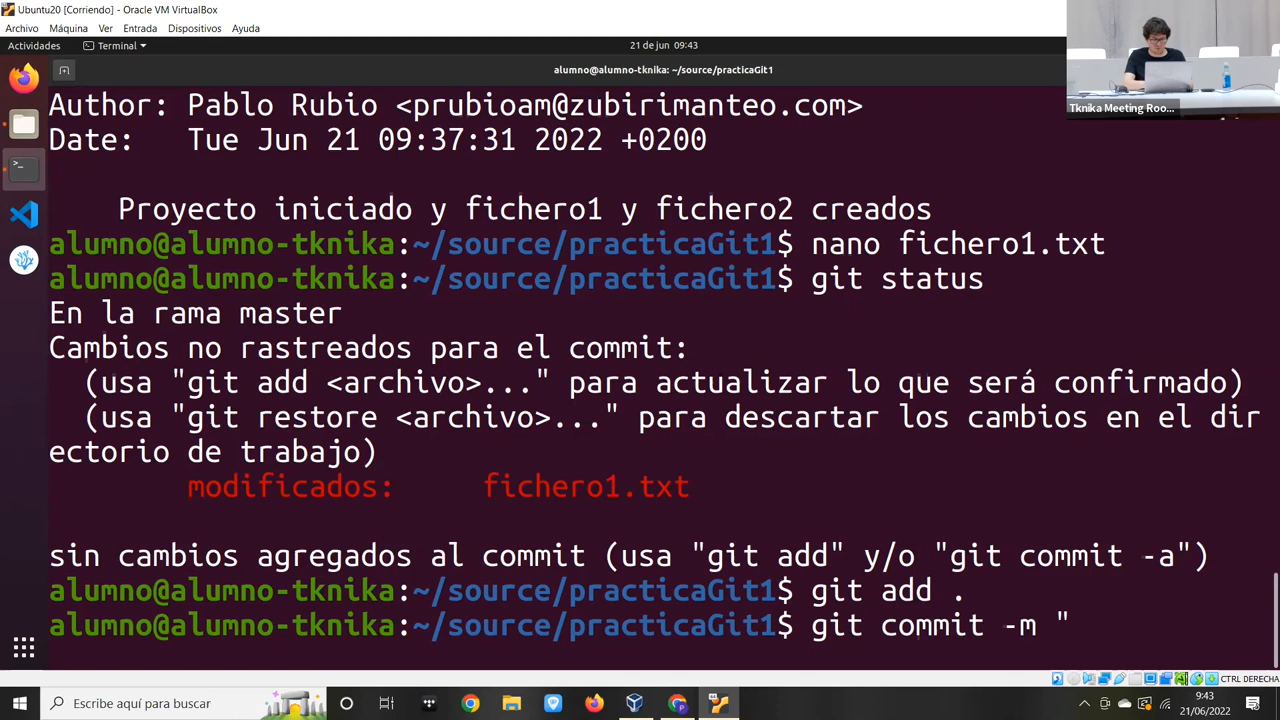 Ubuntu20 [Corriendo] - Oracle VM VirtualBox
Archivo Máquina Ver Entrada Dispositivos Ayuda
Actividades Terminal 21 de jun 09:43
alumno@alumno-tknika: ~/source/practicaGit1
Tknika Meeting Roo...
Author: Pablo Rubio <prubioam@zubirimanteo.com>
Date: Tue Jun 21 09:37:31 2022 +0200
Proyecto iniciado y fichero1 y fichero2 creados
alumno@alumno-tknika:~/source/practicaGit1$ nano fichero1.txt
alumno@alumno-tknika:~/source/practicaGit1$ git status
En la rama master
Cambios no rastreados para el commit:
(usa "git add <archivo>..." para actualizar lo que será confirmado)
(usa "git restore <archivo>..." para descartar los cambios en el dir
ectorio de trabajo)
modificados: fichero1.txt
sin cambios agregados al commit (usa "git add" y/o "git commit -a")
alumno@alumno-tknika:~/source/practicaGit1$ git add .
alumno@alumno-tknika:~/source/practicaGit1$ git commit -m "
CTRL DERECHA
Escribe aquí para buscar
9:43
21/06/2022